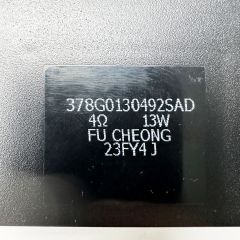 378G0130492SAD
4Ω 13W
FU CHEONG
23FY4 J